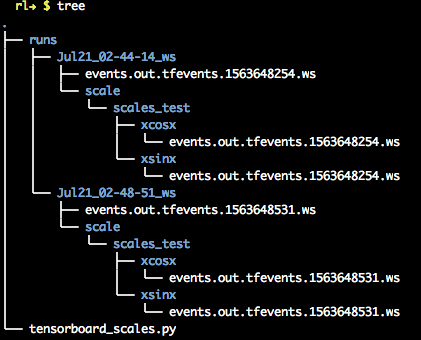 rl→ $ tree
.
├── runs
│   ├── Jul21_02-44-14_ws
│   │   ├── events.out.tfevents.1563648254.ws
│   │   └── scale
│   │       └── scales_test
│   │           ├── xcosx
│   │           │   └── events.out.tfevents.1563648254.ws
│   │           └── xsinx
│   │               └── events.out.tfevents.1563648254.ws
│   └── Jul21_02-48-51_ws
│       ├── events.out.tfevents.1563648531.ws
│       └── scale
│           └── scales_test
│               ├── xcosx
│               │   └── events.out.tfevents.1563648531.ws
│               └── xsinx
│                   └── events.out.tfevents.1563648531.ws
└── tensorboard_scales.py